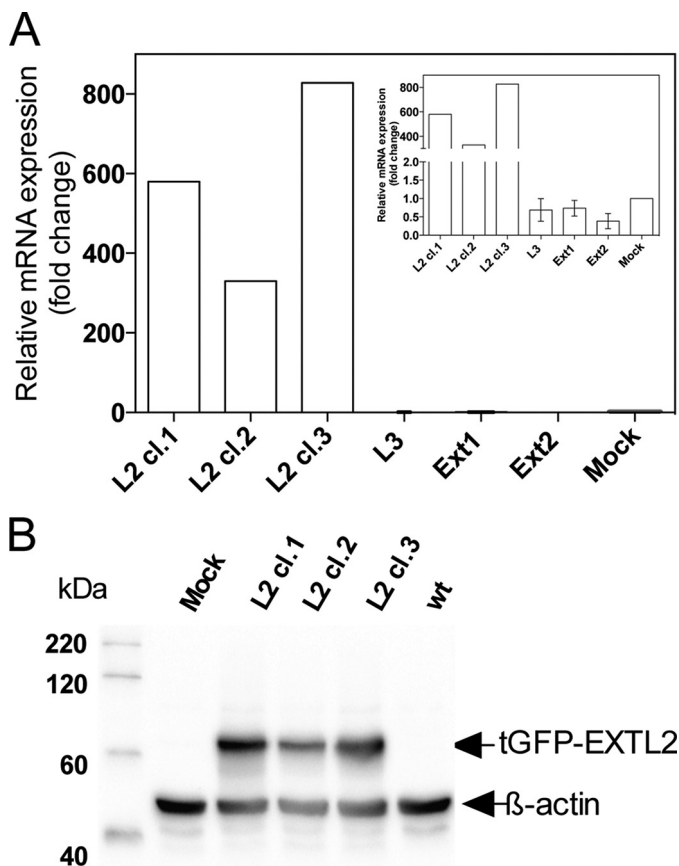 A
Relative mRNA expression
(fold change)
800
600
400
200
0
L2 cl.1
L2 cl.2
L2 cl.3
L3
Ext1
Ext2
Mock
Relative mRNA expression
(fold change)
800
600
400
2.0
1.5
1.0
0.5
0.0
L2 cl.1
L2 cl.2
L2 cl.3
L3
Ext1
Ext2
Mock
B
kDa
Mock
L2 cl.1
L2 cl.2
L2 cl.3
wt
220
120
60
40
tGFP-EXTL2
ß-actin